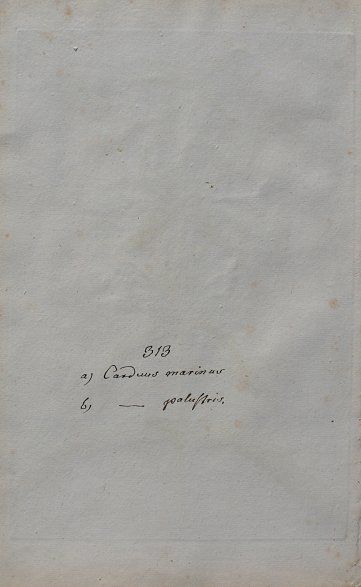 313
a) Carduus marinus
b) — paluſtris.